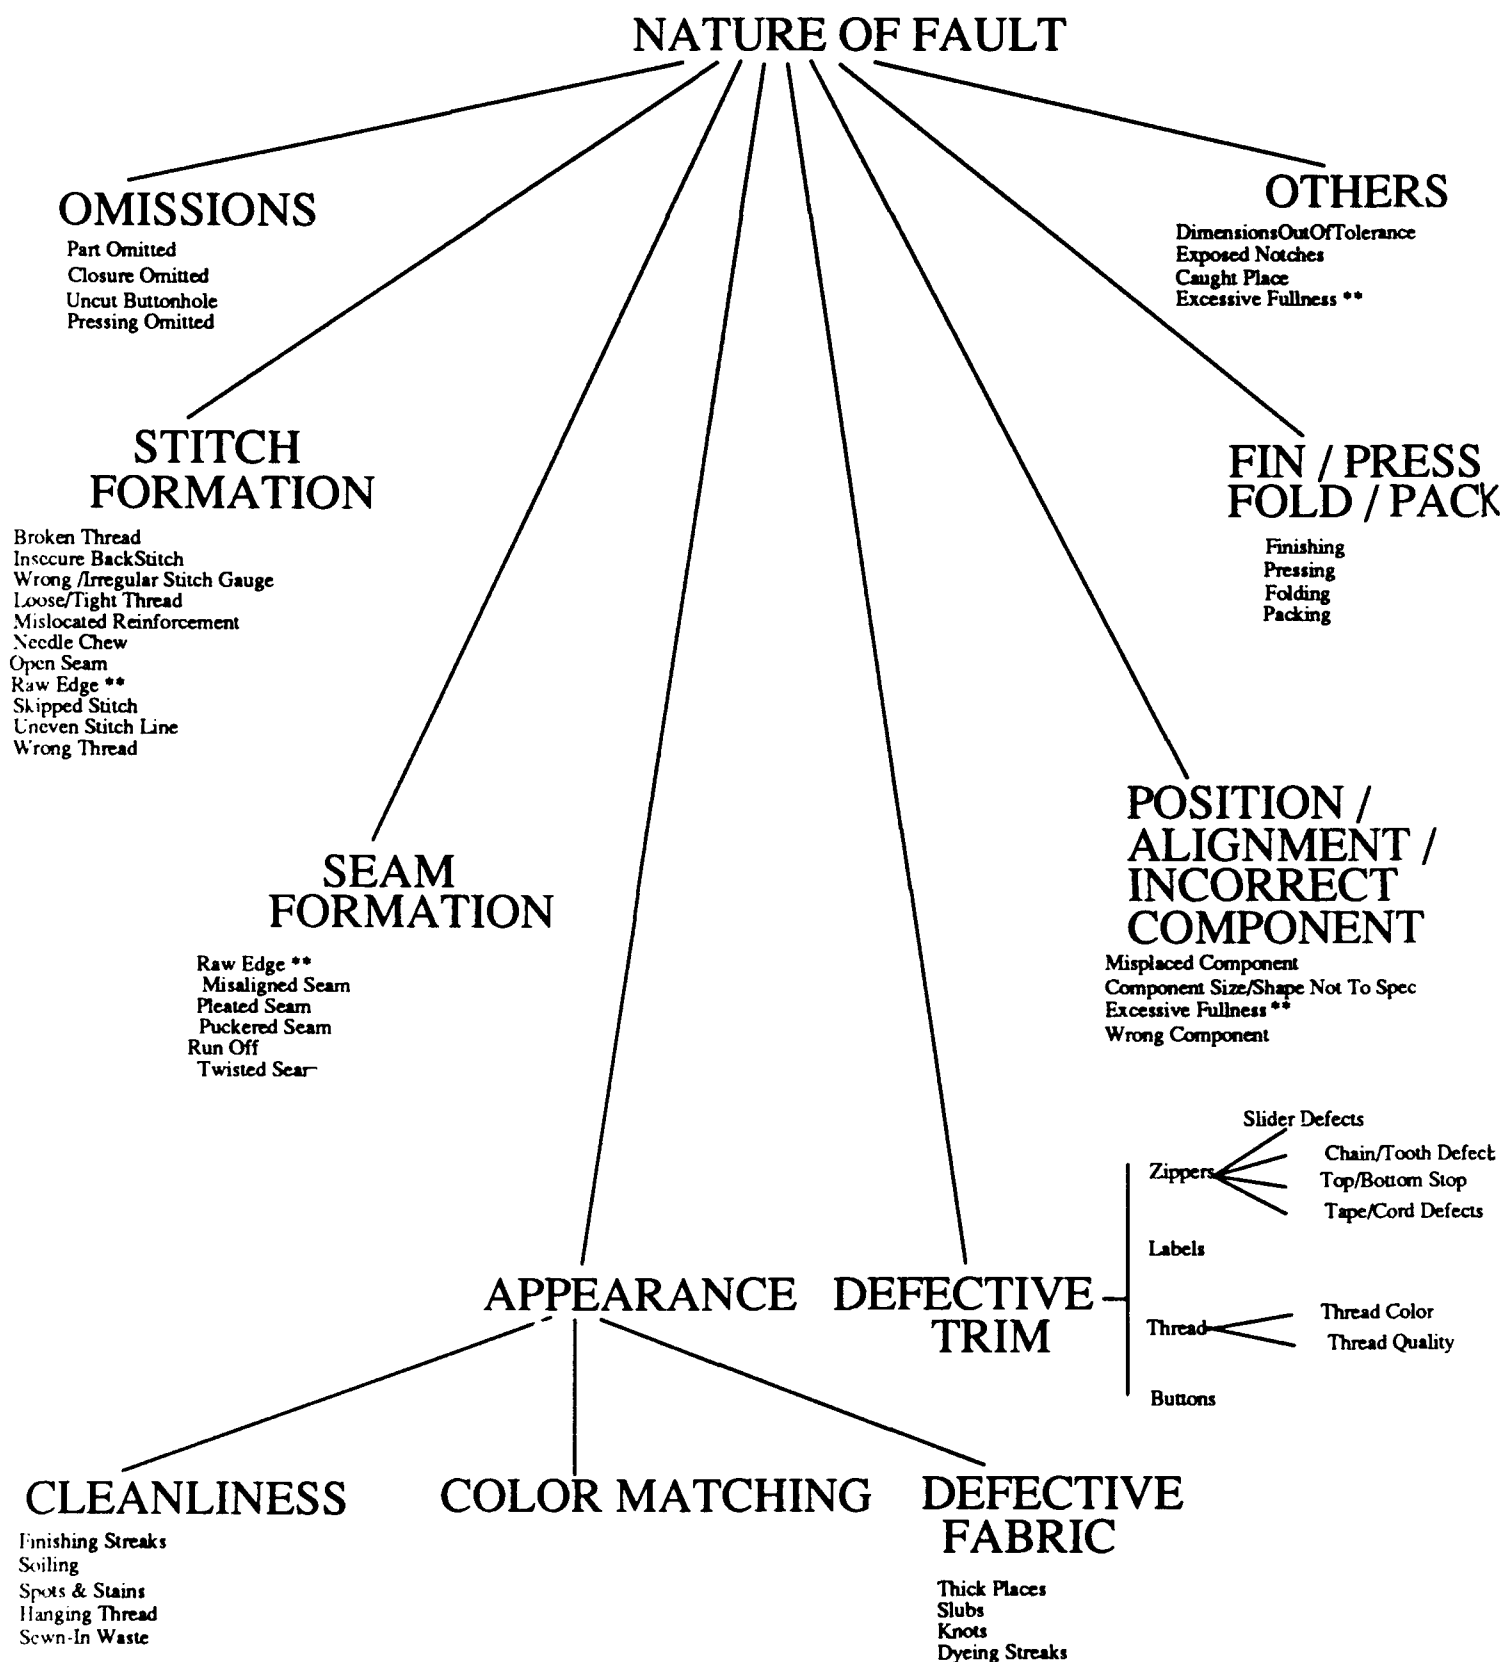 NATURE OF FAULT
OMISSIONS
Part Omitted
Closure Omitted
Uncut Buttonhole
Pressing Omitted
OTHERS
DimensionsOutOfTolerance
Exposed Notches
Caught Place
Excessive Fullness **
STITCH
FORMATION
Broken Thread
Insecure BackStitch
Wrong /Irregular Stitch Gauge
Loose/Tight Thread
Mislocated Reinforcement
Needle Chew
Open Seam
Raw Edge **
Skipped Stitch
Uneven Stitch Line
Wrong Thread
FIN / PRESS
FOLD / PACK
Finishing
Pressing
Folding
Packing
SEAM
FORMATION
Raw Edge **
Misaligned Seam
Pleated Seam
Puckered Seam
Run Off
Twisted Seam
POSITION /
ALIGNMENT /
INCORRECT
COMPONENT
Misplaced Component
Component Size/Shape Not To Spec
Excessive Fullness **
Wrong Component
APPEARANCE
DEFECTIVE
TRIM
Zippers
Slider Defects
Chain/Tooth Defect
Top/Bottom Stop
Tape/Cord Defects
Labels
Thread
Thread Color
Thread Quality
Buttons
CLEANLINESS
Finishing Streaks
Soiling
Spots & Stains
Hanging Thread
Sewn-In Waste
COLOR MATCHING
DEFECTIVE
FABRIC
Thick Places
Slubs
Knots
Dyeing Streaks